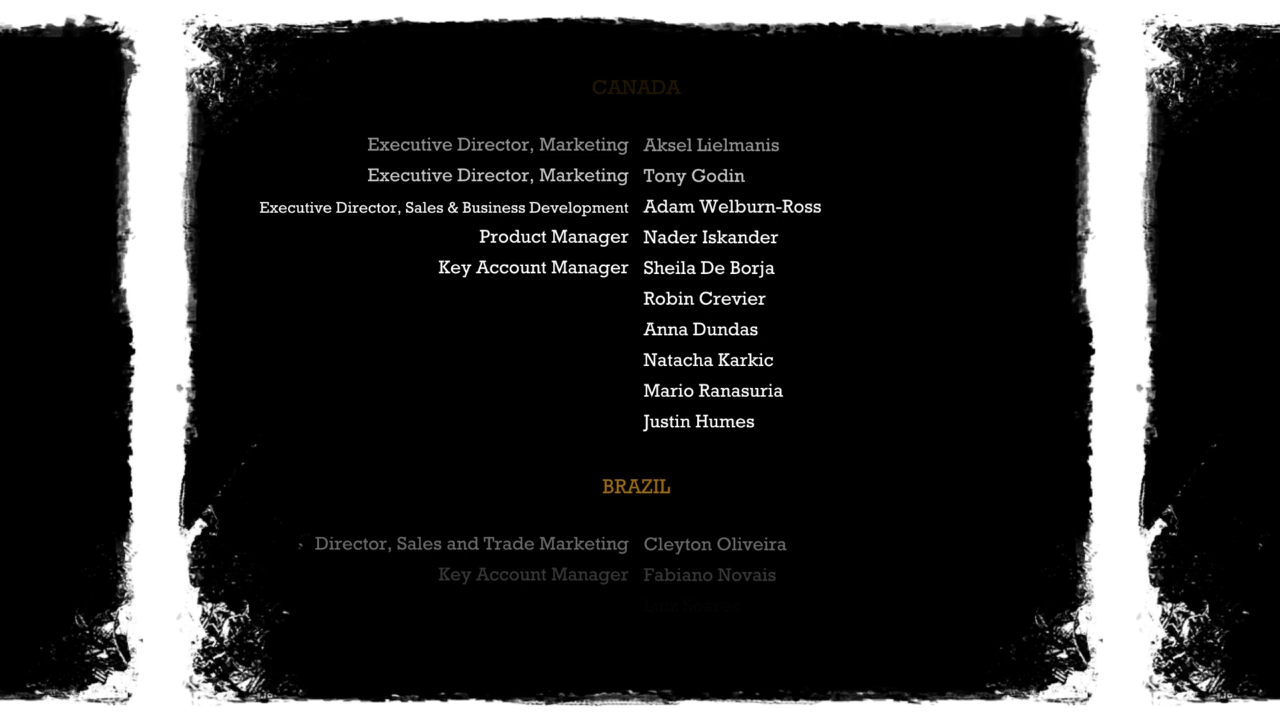 CANADA
Executive Director, Marketing Aksel Lielmanis
Executive Director, Marketing Tony Godin
Executive Director, Sales & Business Development Adam Welburn-Ross
Product Manager Nader Iskander
Key Account Manager Sheila De Borja
Robin Crevier
Anna Dundas
Natacha Karkic
Mario Ranasuria
Justin Humes
BRAZIL
Director, Sales and Trade Marketing Cleyton Oliveira
Key Account Manager Fabiano Novais